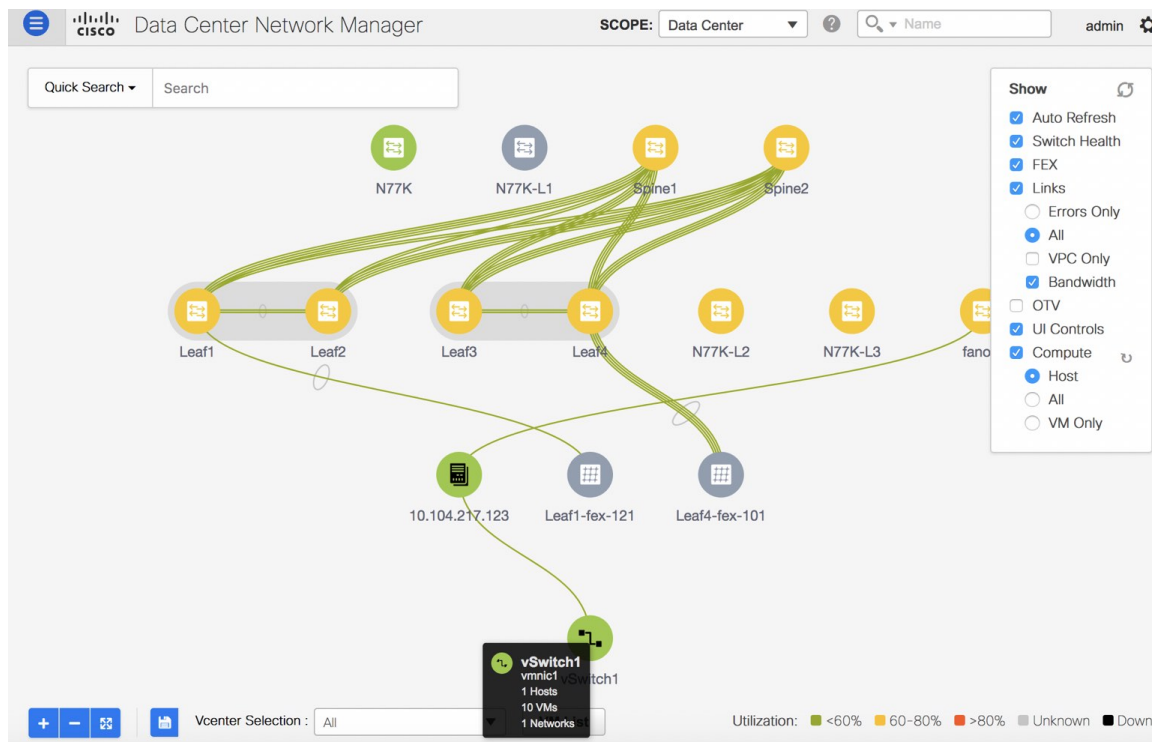 CISCO
Data Center Network Manager
SCOPE:
Data Center
?
Name
admin
Quick Search
Search
Show
Auto Refresh
Switch Health
FEX
Links
Errors Only
All
VPC Only
Bandwidth
OTV
UI Controls
Compute
Host
All
VM Only
N77K
N77K-L1
Spine1
Spine2
Leaf1
Leaf2
Leaf3
Leaf4
N77K-L2
N77K-L3
fano
10.104.217.123
Leaf1-fex-121
Leaf4-fex-101
vSwitch1
vSwitch1
vmnic1
1 Hosts
10 VMs
1 Networks
Vcenter Selection :
All
Utilization:
<60%
60-80%
>80%
Unknown
Down